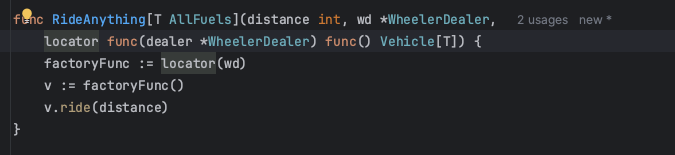 func RideAnything[T AllFuels](distance int, wd *WheelerDealer, 2 usages new *
locator func(dealer *WheelerDealer) func() Vehicle[T]) {
factoryFunc := locator(wd)
v := factoryFunc()
v.ride(distance)
}